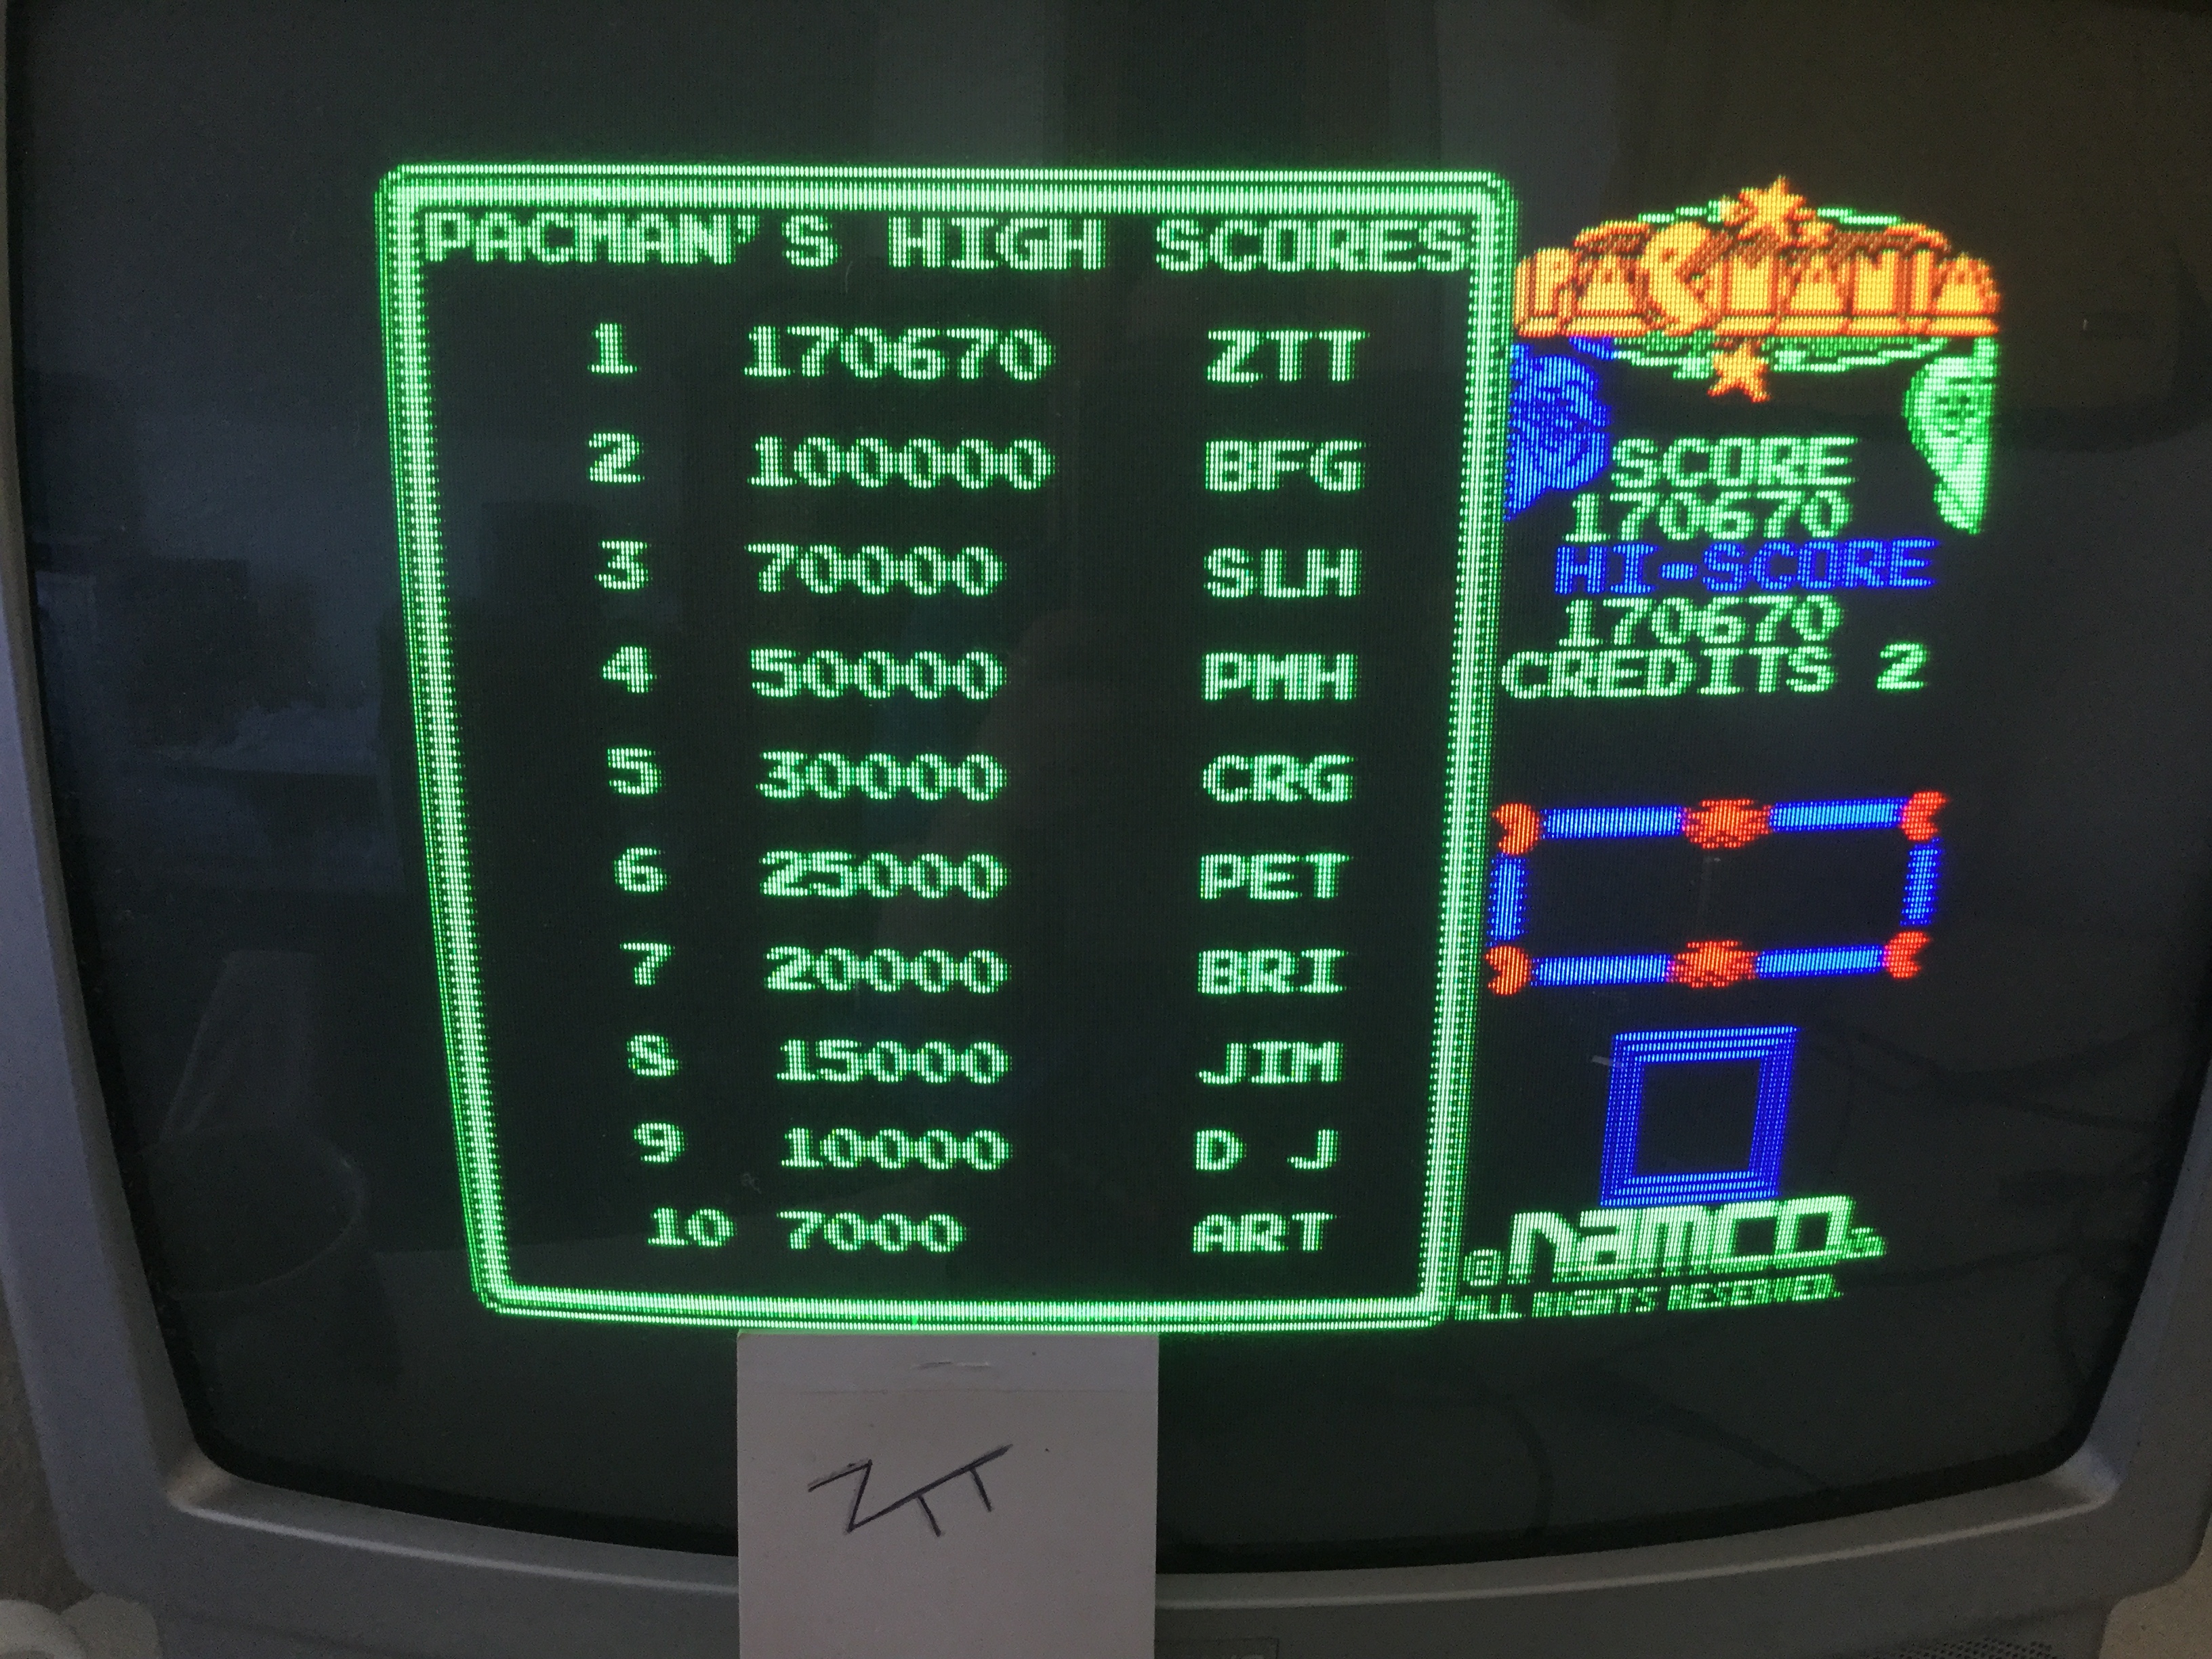 PACMAN'S HIGH SCORES
1 170670 ZTT
2 100000 BFG
3 70000 SLH
4 50000 PMH
5 30000 CRG
6 25000 PET
7 20000 BRI
8 15000 JIM
9 10000 D J
10 7000 ART
PACMANIA
SCORE
170670
HI-SCORE
170670
CREDITS 2
@ namco
ALL RIGHTS RESERVED.
ZTT